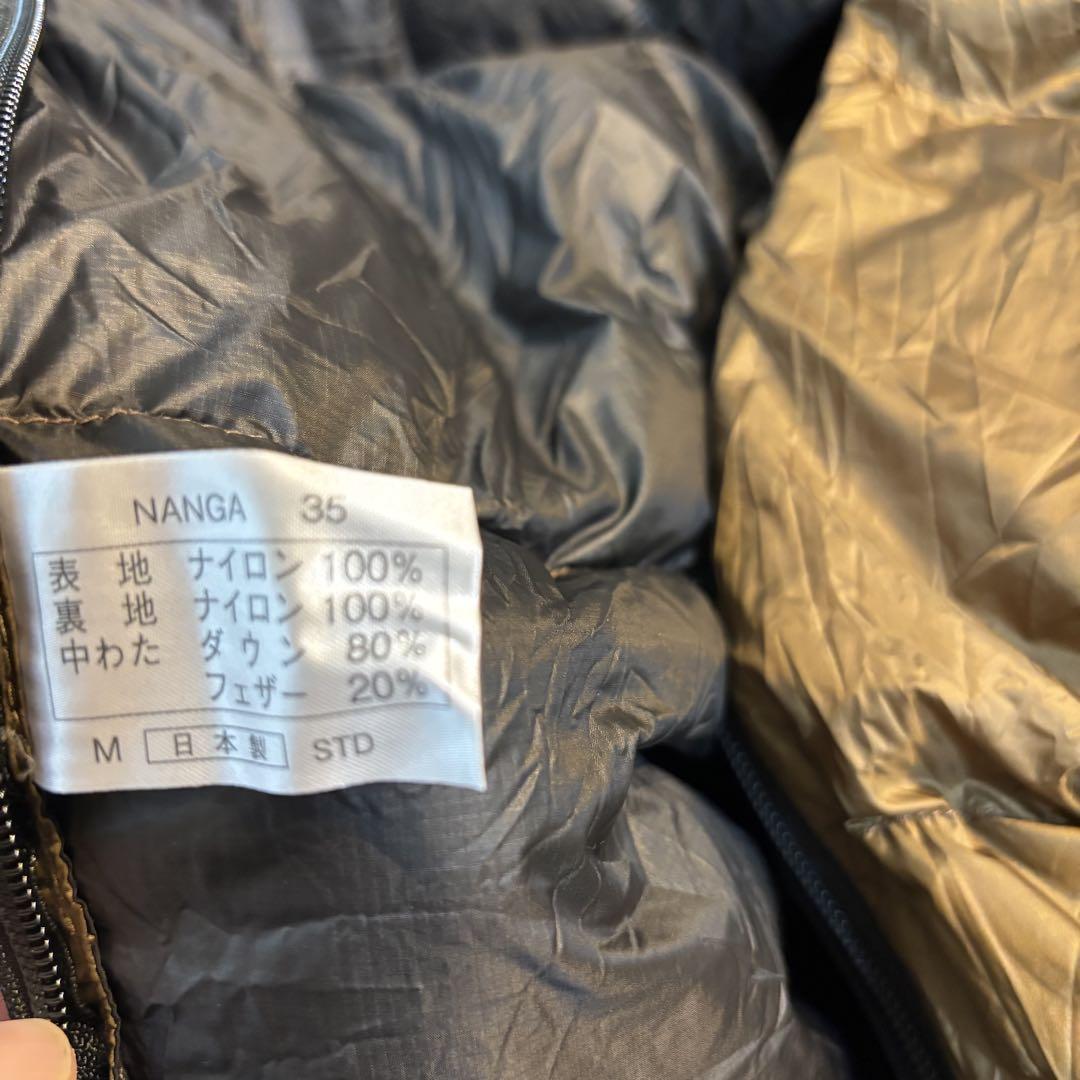 NANGA 35
表地 ナイロン 100%
裏地 ナイロン 100%
中わた ダウン 80%
フェザー 20%
M 日本製 STD